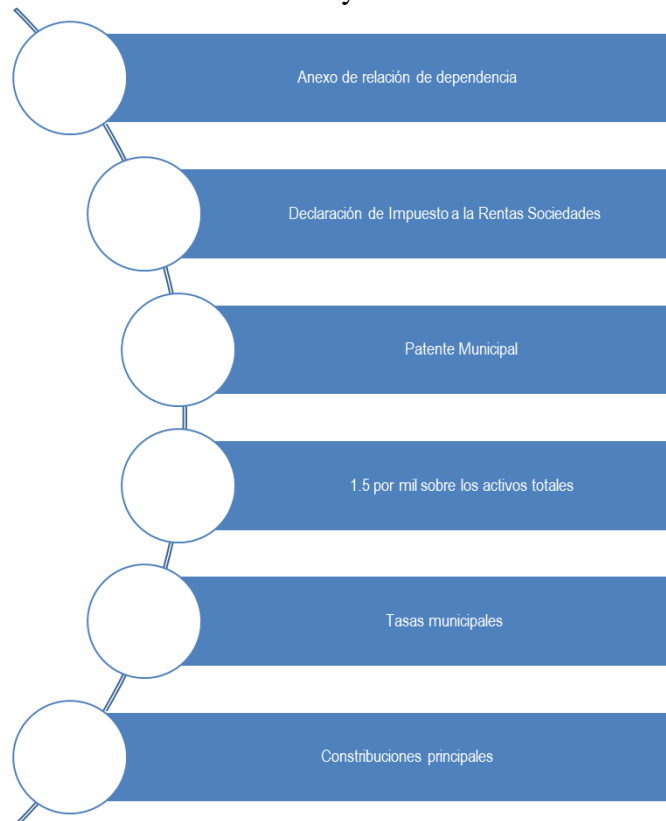 y
Anexo de relación de dependencia
Declaración de Impuesto a la Rentas Sociedades
Patente Municipal
1.5 por mil sobre los activos totales
Tasas municipales
Constribuciones principales